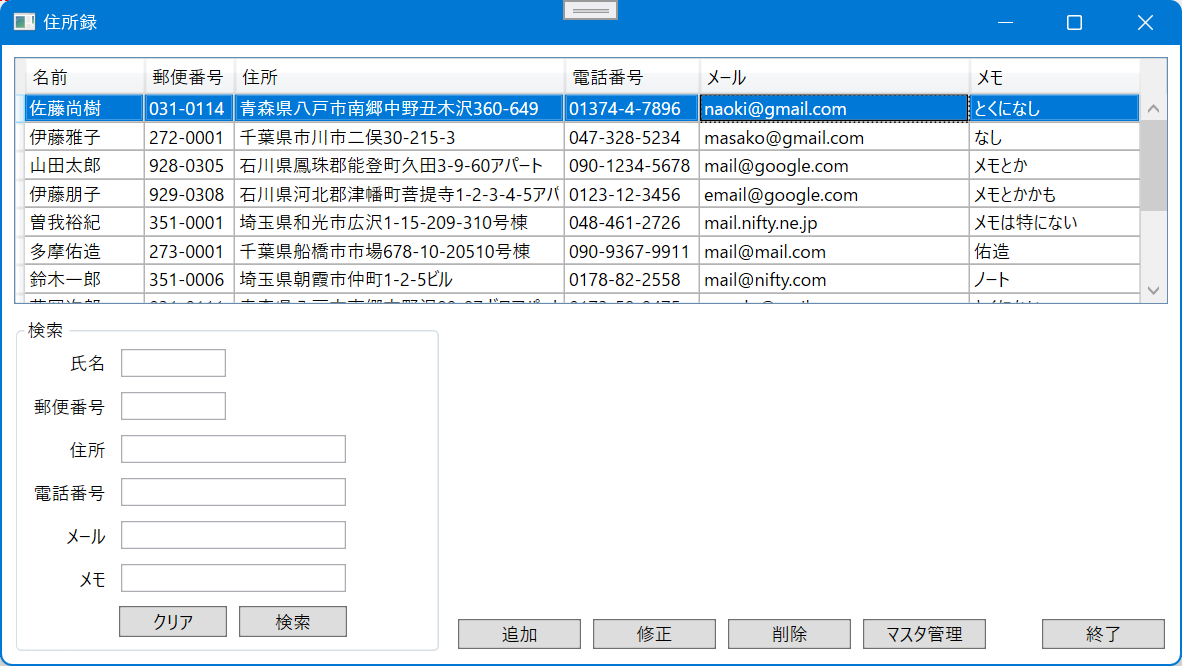 住所録
名前 郵便番号 住所 電話番号 メール メモ
佐藤尚樹 031-0114 青森県八戸市南郷中野丑木沢360-649 01374-4-7896 naoki@gmail.com とくになし
伊藤雅子 272-0001 千葉県市川市二俣30-215-3 047-328-5234 masako@gmail.com なし
山田太郎 928-0305 石川県鳳珠郡能登町久田3-9-60アパート 090-1234-5678 mail@google.com メモとか
伊藤朋子 929-0308 石川県河北郡津幡町菩提寺1-2-3-4-5アパ 0123-12-3456 email@google.com メモとかかも
曽我裕紀 351-0001 埼玉県和光市広沢1-15-209-310号棟 048-461-2726 mail.nifty.ne.jp メモは特にない
多摩佑造 273-0001 千葉県船橋市市場678-10-20510号棟 090-9367-9911 mail@mail.com 佑造
鈴木一郎 351-0006 埼玉県朝霞市仲町1-2-5ビル 0178-82-2558 mail@nifty.com ノート
検索
氏名
郵便番号
住所
電話番号
メール
メモ
クリア 検索
追加 修正 削除 マスタ管理 終了